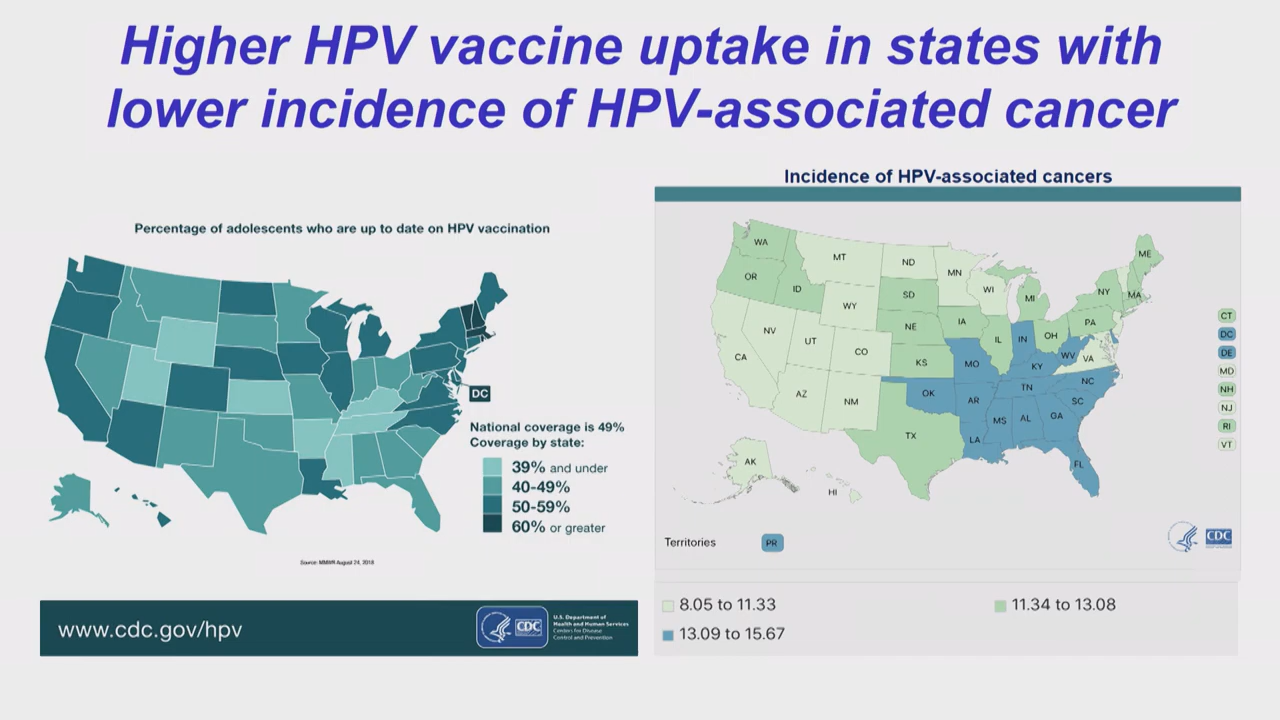 Higher HPV vaccine uptake in states with
lower incidence of HPV-associated cancer
Percentage of adolescents who are up to date on HPV vaccination
DC
National coverage is 49%
Coverage by state:
39% and under
40-49%
50-59%
60% or greater
Source: MMWR August 24, 2018
www.cdc.gov/hpv
CDC
U.S. Department of
Health and Human Services
Centers for Disease
Control and Prevention
Incidence of HPV-associated cancers
WA
MT
ND
MN
ME
OR
ID
SD
WI
MI
NY
MA
WY
NV
UT
CO
NE
IA
IL
IN
OH
PA
CA
KS
MO
KY
WV
VA
AZ
NM
OK
AR
TN
NC
SC
TX
LA
MS
AL
GA
FL
AK
HI
CT
DC
DE
MD
NH
NJ
RI
VT
Territories
PR
CDC
8.05 to 11.33
11.34 to 13.08
13.09 to 15.67